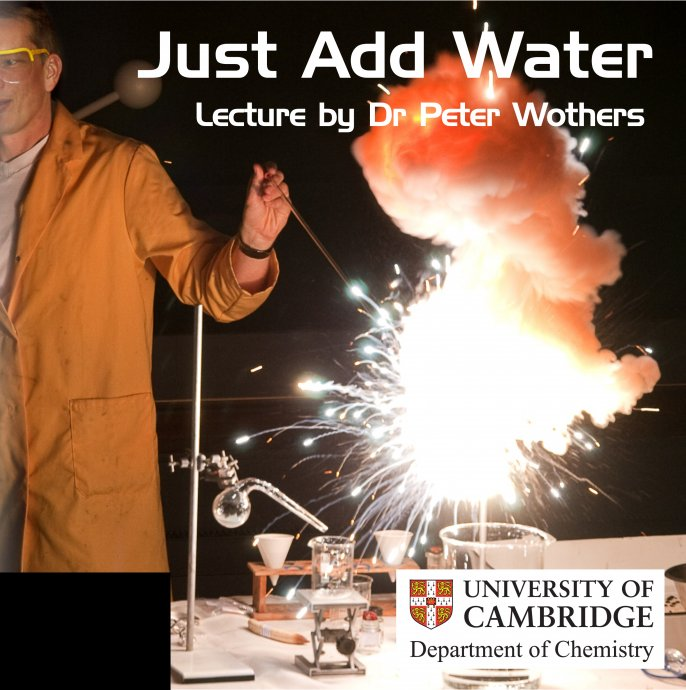 Just Add Water
Lecture by Dr Peter Wothers
UNIVERSITY OF
CAMBRIDGE
Department of Chemistry